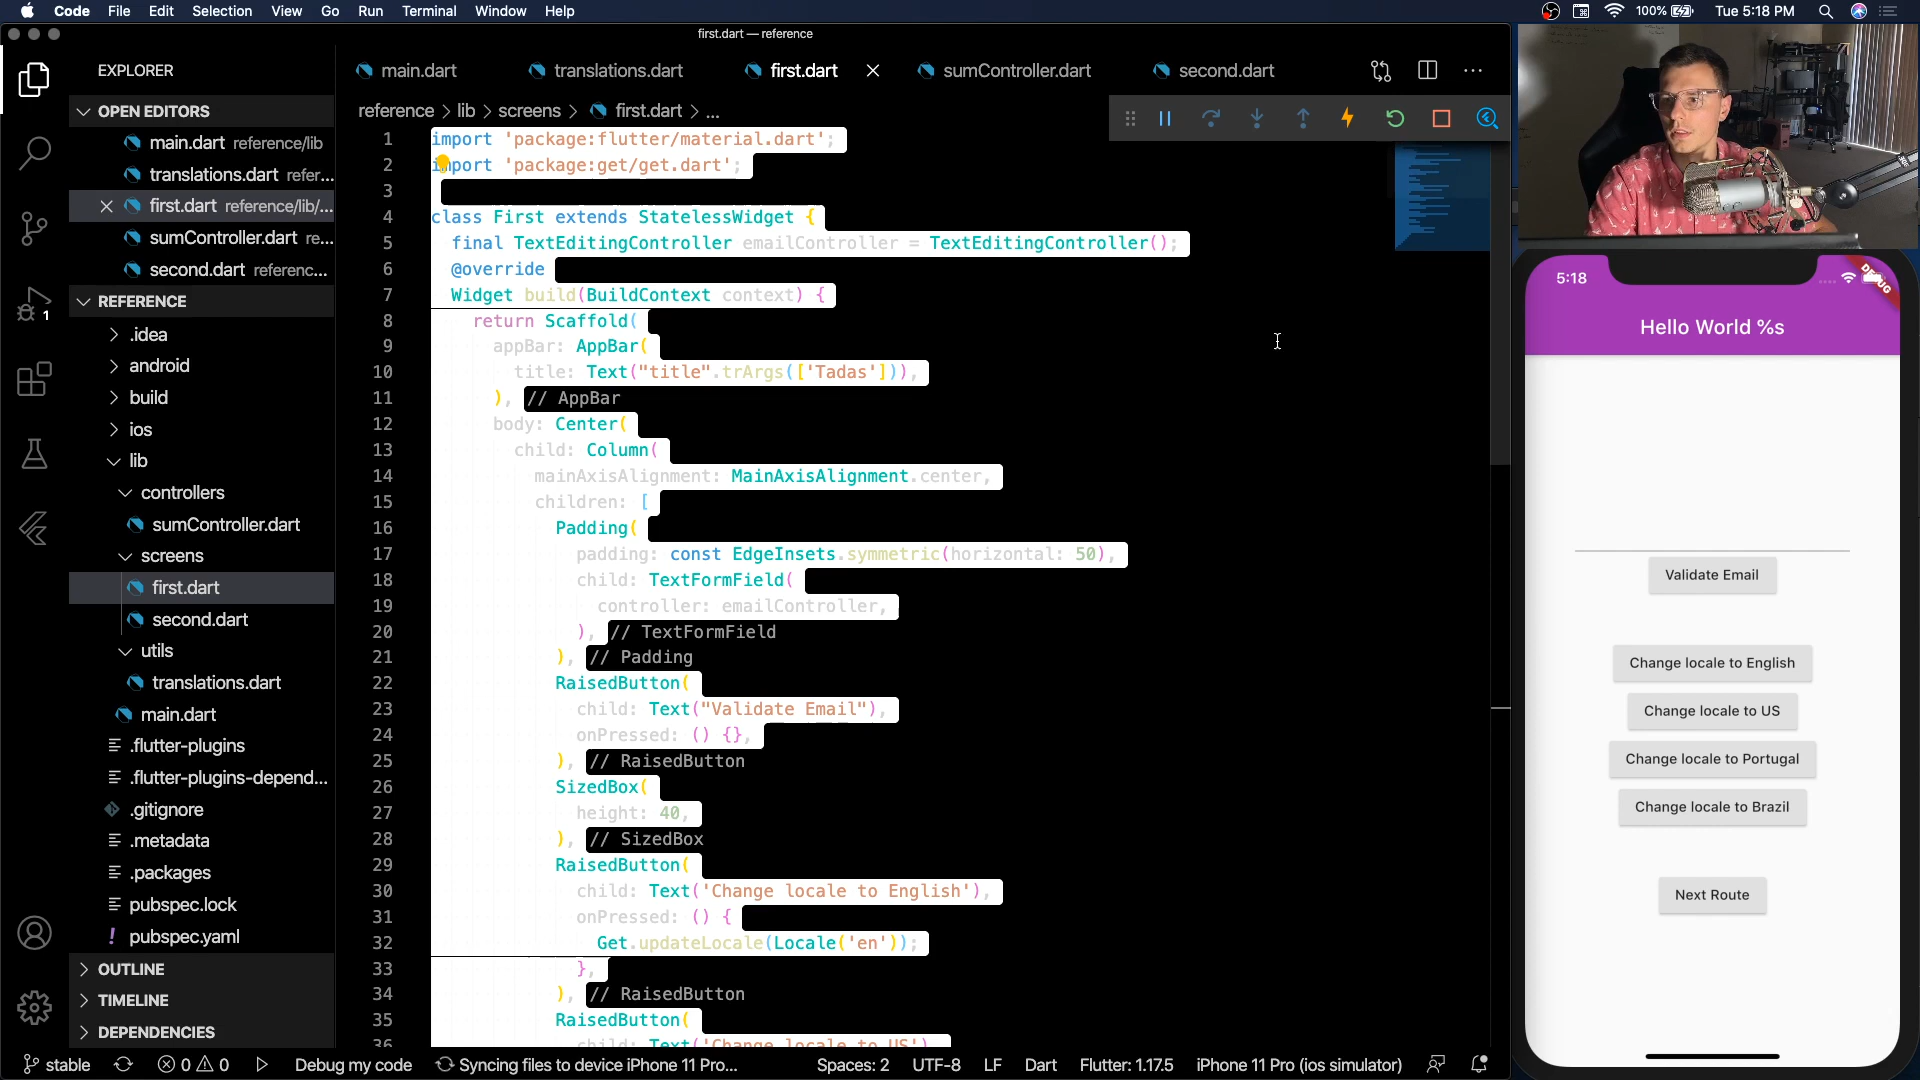 Code File Edit Selection View Go Run Terminal Window Help
100% Tue 5:18 PM
first.dart — reference
EXPLORER
OPEN EDITORS
main.dart reference/lib
translations.dart refer...
first.dart reference/lib/...
sumController.dart re...
second.dart referenc...
REFERENCE
.idea
android
build
ios
lib
controllers
sumController.dart
screens
first.dart
second.dart
utils
translations.dart
main.dart
.flutter-plugins
.flutter-plugins-depend...
.gitignore
.metadata
.packages
pubspec.lock
! pubspec.yaml
OUTLINE
TIMELINE
DEPENDENCIES
1
main.dart translations.dart first.dart sumController.dart second.dart
reference > lib > screens > first.dart > ...
1 import 'package:flutter/material.dart';
2 import 'package:get/get.dart';
3
4 class First extends StatelessWidget {
5 final TextEditingController emailController = TextEditingController();
6 @override
7 Widget build(BuildContext context) {
8 return Scaffold(
9 appBar: AppBar(
10 title: Text("title".trArgs(['Tadas'])),
11 ), // AppBar
12 body: Center(
13 child: Column(
14 mainAxisAlignment: MainAxisAlignment.center,
15 children: [
16 Padding(
17 padding: const EdgeInsets.symmetric(horizontal: 50),
18 child: TextFormField(
19 controller: emailController,
20 ), // TextFormField
21 ), // Padding
22 RaisedButton(
23 child: Text("Validate Email"),
24 onPressed: () {},
25 ), // RaisedButton
26 SizedBox(
27 height: 40,
28 ), // SizedBox
29 RaisedButton(
30 child: Text('Change locale to English'),
31 onPressed: () {
32 Get.updateLocale(Locale('en'));
33 },
34 ), // RaisedButton
35 RaisedButton(
36 child: Text('Change locale to US'),
5:18
DEBUG
Hello World %s
Validate Email
Change locale to English
Change locale to US
Change locale to Portugal
Change locale to Brazil
Next Route
stable 0 0 Debug my code Syncing files to device iPhone 11 Pro... Spaces: 2 UTF-8 LF Dart Flutter: 1.17.5 iPhone 11 Pro (ios simulator)